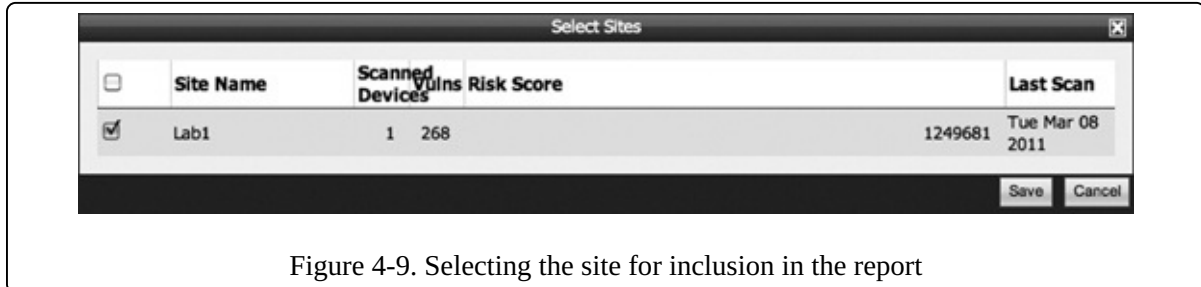 Select Sites
Site Name Scanned Devices Vulns Risk Score Last Scan
Lab1 1 268 1249681 Tue Mar 08 2011
Save Cancel
Figure 4-9. Selecting the site for inclusion in the report